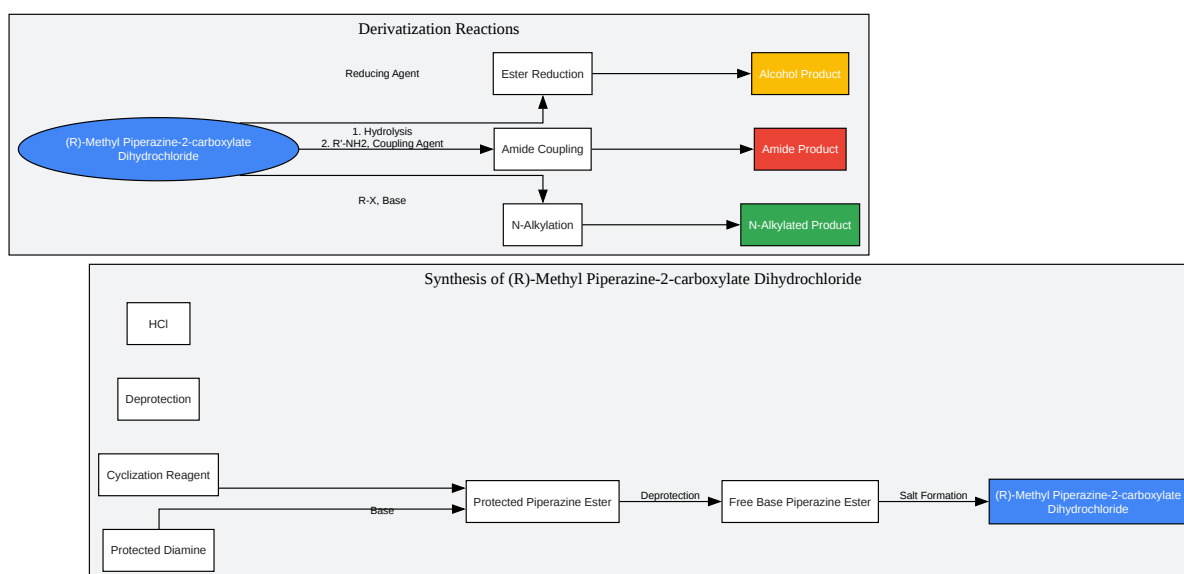 Derivatization Reactions
Reducing Agent
Ester Reduction
Alcohol Product
(R)-Methyl Piperazine-2-carboxylate
Dihydrochloride
1. Hydrolysis
2. R'-NH2, Coupling Agent
Amide Coupling
Amide Product
R-X, Base
N-Alkylation
N-Alkylated Product
Synthesis of (R)-Methyl Piperazine-2-carboxylate Dihydrochloride
HCl
Deprotection
Cyclization Reagent
Base
Protected Diamine
Protected Piperazine Ester
Deprotection
Free Base Piperazine Ester
Salt Formation
(R)-Methyl Piperazine-2-carboxylate
Dihydrochloride